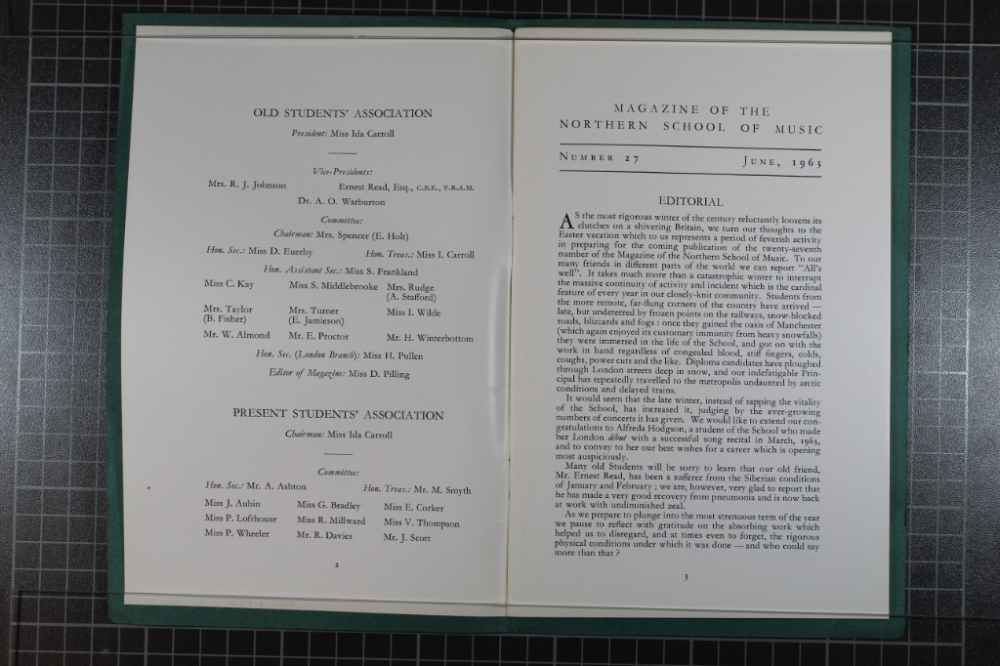 OLD STUDENTS' ASSOCIATION
President: Miss Ida Carroll
Vice-Presidents:
Mrs. R. J. Johnson Ernest Read, Esq., C.B.E., F.R.A.M.
Dr. A. O. Warburton
Committee:
Chairman: Mrs. Spencer (E. Holt)
Hon. Sec.: Miss D. Euerby Hon. Treas.: Miss I. Carroll
Hon. Assistant Sec.: Miss S. Frankland
Miss C. Kay Miss S. Middlebrooke Mrs. Rudge
(A. Stafford)
Mrs. Taylor Mrs. Turner Miss I. Wilde
(B. Fisher) (E. Jamieson)
Mr. W. Almond Mr. E. Proctor Mr. H. Winterbottom
Hon. Sec. (London Branch): Miss H. Pullen
Editor of Magazine: Miss D. Pilling
PRESENT STUDENTS' ASSOCIATION
Chairman: Miss Ida Carroll
Committee:
Hon. Sec.: Mr. A. Ashton Hon. Treas.: Mr. M. Smyth
Miss J. Aubin Miss G. Bradley Miss E. Corker
Miss P. Lofthouse Miss R. Millward Miss V. Thompson
Miss P. Wheeler Mr. R. Davies Mr. J. Scott
2
MAGAZINE OF THE
NORTHERN SCHOOL OF MUSIC
NUMBER 27 JUNE, 1963
EDITORIAL
AS the most rigorous winter of the century reluctantly loosens its
clutches on a shivering Britain, we turn our thoughts to the
Easter vacation which to us represents a period of feverish activity
in preparing for the coming publication of the twenty-seventh
number of the Magazine of the Northern School of Music. To our
many friends in different parts of the world we can report "All's
well". It takes much more than a catastrophic winter to interrupt
the massive continuity of activity and incident which is the cardinal
feature of every year in our closely-knit community. Students from
the more remote, far-flung corners of the country have arrived —
late, but undeterred by frozen points on the railways, snow-blocked
roads, blizzards and fogs : once they gained the oasis of Manchester
(which again enjoyed its customary immunity from heavy snowfalls)
they were immersed in the life of the School, and got on with the
work in hand regardless of congealed blood, stiff fingers, colds,
coughs, power cuts and the like. Diploma candidates have ploughed
through London streets deep in snow, and our indefatigable Prin-
cipal has repeatedly travelled to the metropolis undaunted by arctic
conditions and delayed trains.
It would seem that the late winter, instead of sapping the vitality
of the School, has increased it, judging by the ever-growing
numbers of concerts it has given. We would like to extend our con-
gratulations to Alfreda Hodgson, a student of the School who made
her London début with a successful song recital in March, 1963,
and to convey to her our best wishes for a career which is opening
most auspiciously.
Many old Students will be sorry to learn that our old friend,
Mr. Ernest Read, has been a sufferer from the Siberian conditions
of January and February ; we are, however, very glad to report that
he has made a very good recovery from pneumonia and is now back
at work with undiminished zeal.
As we prepare to plunge into the most strenuous term of the year
we pause to reflect with gratitude on the absorbing work which
helped us to disregard, and at times even to forget, the rigorous
physical conditions under which it was done — and who could say
more than that ?
3